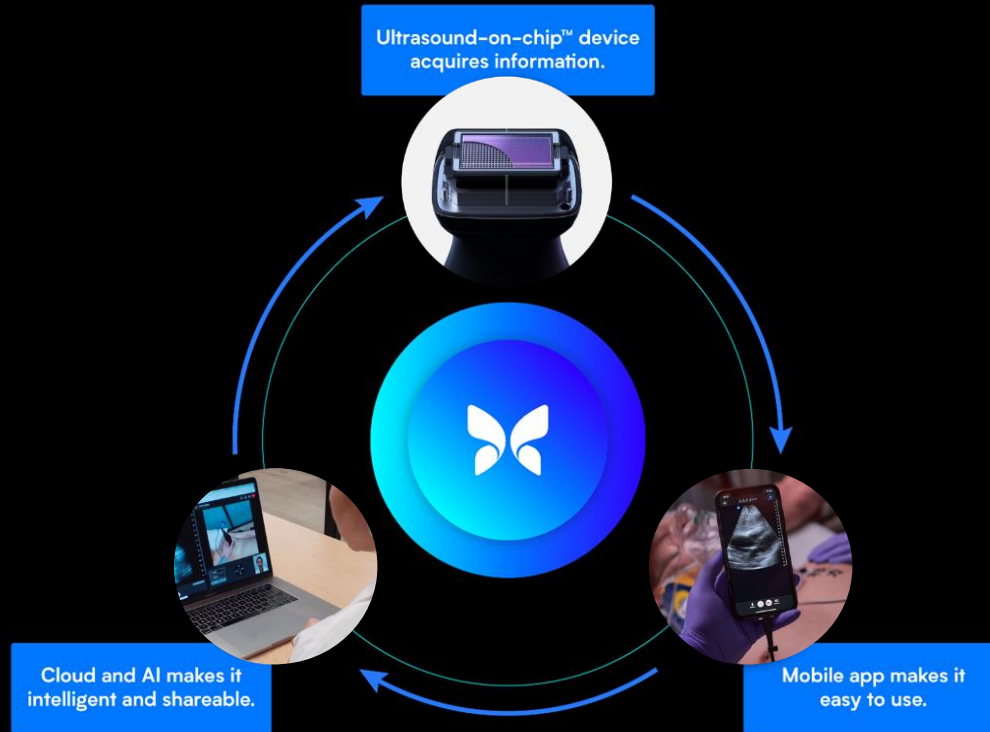 Ultrasound-on-chip™ device
acquires information.
Cloud and AI makes it
intelligent and shareable.
Mobile app makes it
easy to use.